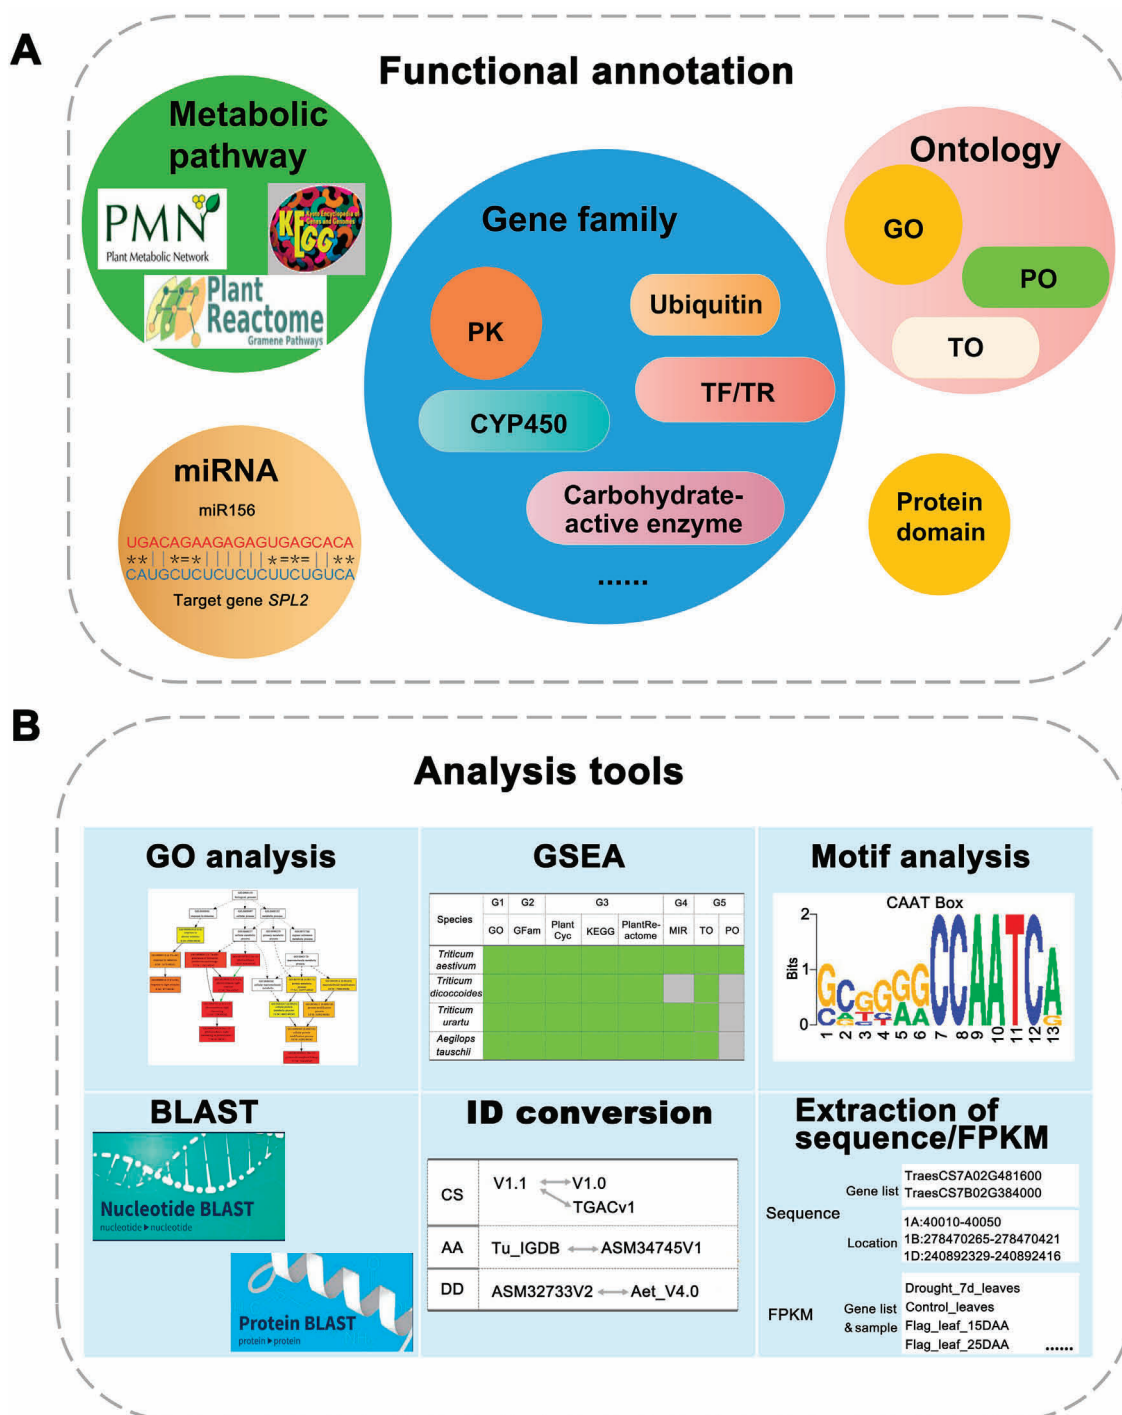 A
Functional annotation
Metabolic
pathway
PMN
Plant Metabolic Network
KEGG
Kyoto Encyclopedia of
Genes and Genomes
Plant
Reactome
Gramene Pathways
Gene family
PK
Ubiquitin
TF/TR
CYP450
Carbohydrate-
active enzyme
......
Ontology
GO
PO
TO
miRNA
miR156
UGACAGAAGAGAGUGAGCACA
**||*=*||||||*=*=||**
CAUGCUCUCUCUCUUCUGUCA
Target gene SPL2
Protein
domain
B
Analysis tools
GO analysis
GSEA
Species G1 G2 G3 G4 G5
GO GFam Plant Cyc KEGG PlantRe-actome MIR TO PO
Triticum
aestivum
Triticum
dicoccoides
Triticum
urartu
Aegilops
tauschii
Motif analysis
CAAT Box
Bits
2
1
0
1 2 3 4 5 6 7 8 9 10 11 12 13
BLAST
Nucleotide BLAST
nucleotide ▸ nucleotide
Protein BLAST
protein ▸ protein
ID conversion
CS V1.1 V1.0
TGACv1
AA Tu_IGDB ASM34745V1
DD ASM32733V2 Aet_V4.0
Extraction of
sequence/FPKM
Sequence
Gene list
TraesCS7A02G481600
TraesCS7B02G384000
Location
1A:40010-40050
1B:278470265-278470421
1D:240892329-240892416
FPKM
Gene list
& sample
Drought_7d_leaves
Control_leaves
Flag_leaf_15DAA
Flag_leaf_25DAA ......